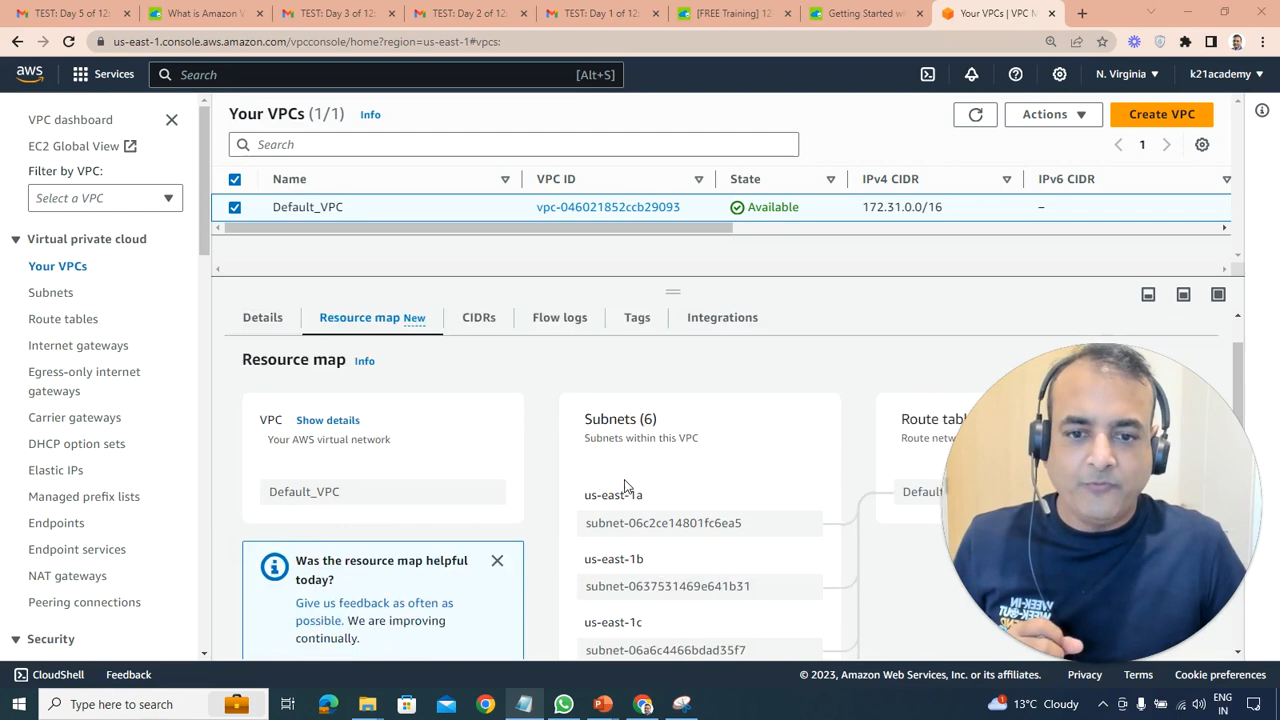 TEST: Day 5 of 12
What is Amazon V
TEST: Day 3 of 12:
TEST: Day 2 of 12:
TEST: Day 1 of 12:
[FREE Training] 12
Getting Started w
Your VPCs | VPC M
us-east-1.console.aws.amazon.com/vpcconsole/home?region=us-east-1#vpcs:
aws
Services
Search
[Alt+S]
N. Virginia
k21academy
VPC dashboard
EC2 Global View
Filter by VPC:
Select a VPC
Virtual private cloud
Your VPCs
Subnets
Route tables
Internet gateways
Egress-only internet
gateways
Carrier gateways
DHCP option sets
Elastic IPs
Managed prefix lists
Endpoints
Endpoint services
NAT gateways
Peering connections
Security
Your VPCs (1/1) Info
Actions
Create VPC
Search
1
Name VPC ID State IPv4 CIDR IPv6 CIDR
Default_VPC vpc-046021852ccb29093 Available 172.31.0.0/16 –
Details Resource map New CIDRs Flow logs Tags Integrations
Resource map Info
VPC Show details
Your AWS virtual network
Default_VPC
Was the resource map helpful
today?
Give us feedback as often as
possible. We are improving
continually.
Subnets (6)
Subnets within this VPC
us-east-1a
subnet-06c2ce14801fc6ea5
us-east-1b
subnet-0637531469e641b31
us-east-1c
subnet-06a6c4466bdad35f7
Route tabl
Route netw
Default
CloudShell
Feedback
© 2023, Amazon Web Services, Inc. or its affiliates.
Privacy
Terms
Cookie preferences
Type here to search
13°C Cloudy
ENG
IN